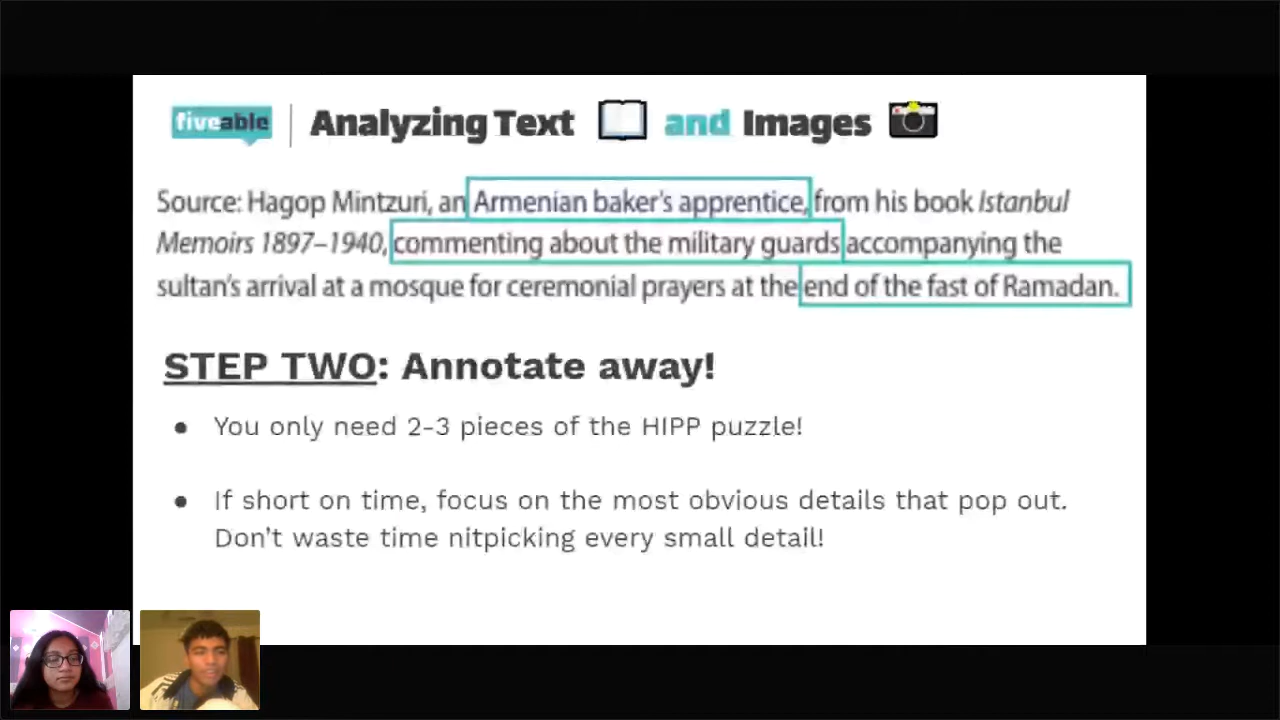 fiveable Analyzing Text and Images
Source: Hagop Mintzuri, an Armenian baker's apprentice, from his book Istanbul
Memoirs 1897–1940, commenting about the military guards accompanying the
sultan's arrival at a mosque for ceremonial prayers at the end of the fast of Ramadan.
STEP TWO: Annotate away!
● You only need 2-3 pieces of the HIPP puzzle!
● If short on time, focus on the most obvious details that pop out.
Don't waste time nitpicking every small detail!